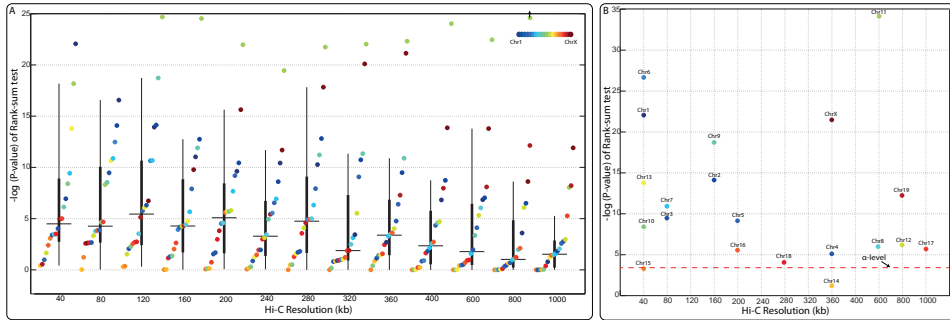 A
-log (P-value) of Rank-sum test
25
20
15
10
5
0
Chr1
ChrX
40
80
120
160
200
240
280
320
360
400
600
800
1000
Hi-C Resolution (kb)
B
-log (P-value) of Rank-sum test
35
30
25
20
15
10
5
0
Chr11
Chr6
Chr1
ChrX
Chr9
Chr13
Chr2
Chr19
Chr7
Chr3
Chr10
Chr5
Chr16
Chr4
Chr8
Chr12
Chr17
Chr18
Chr15
α-level
Chr14
40
80
120
160
200
240
280
320
360
400
600
800
1000
Hi-C Resolution (kb)